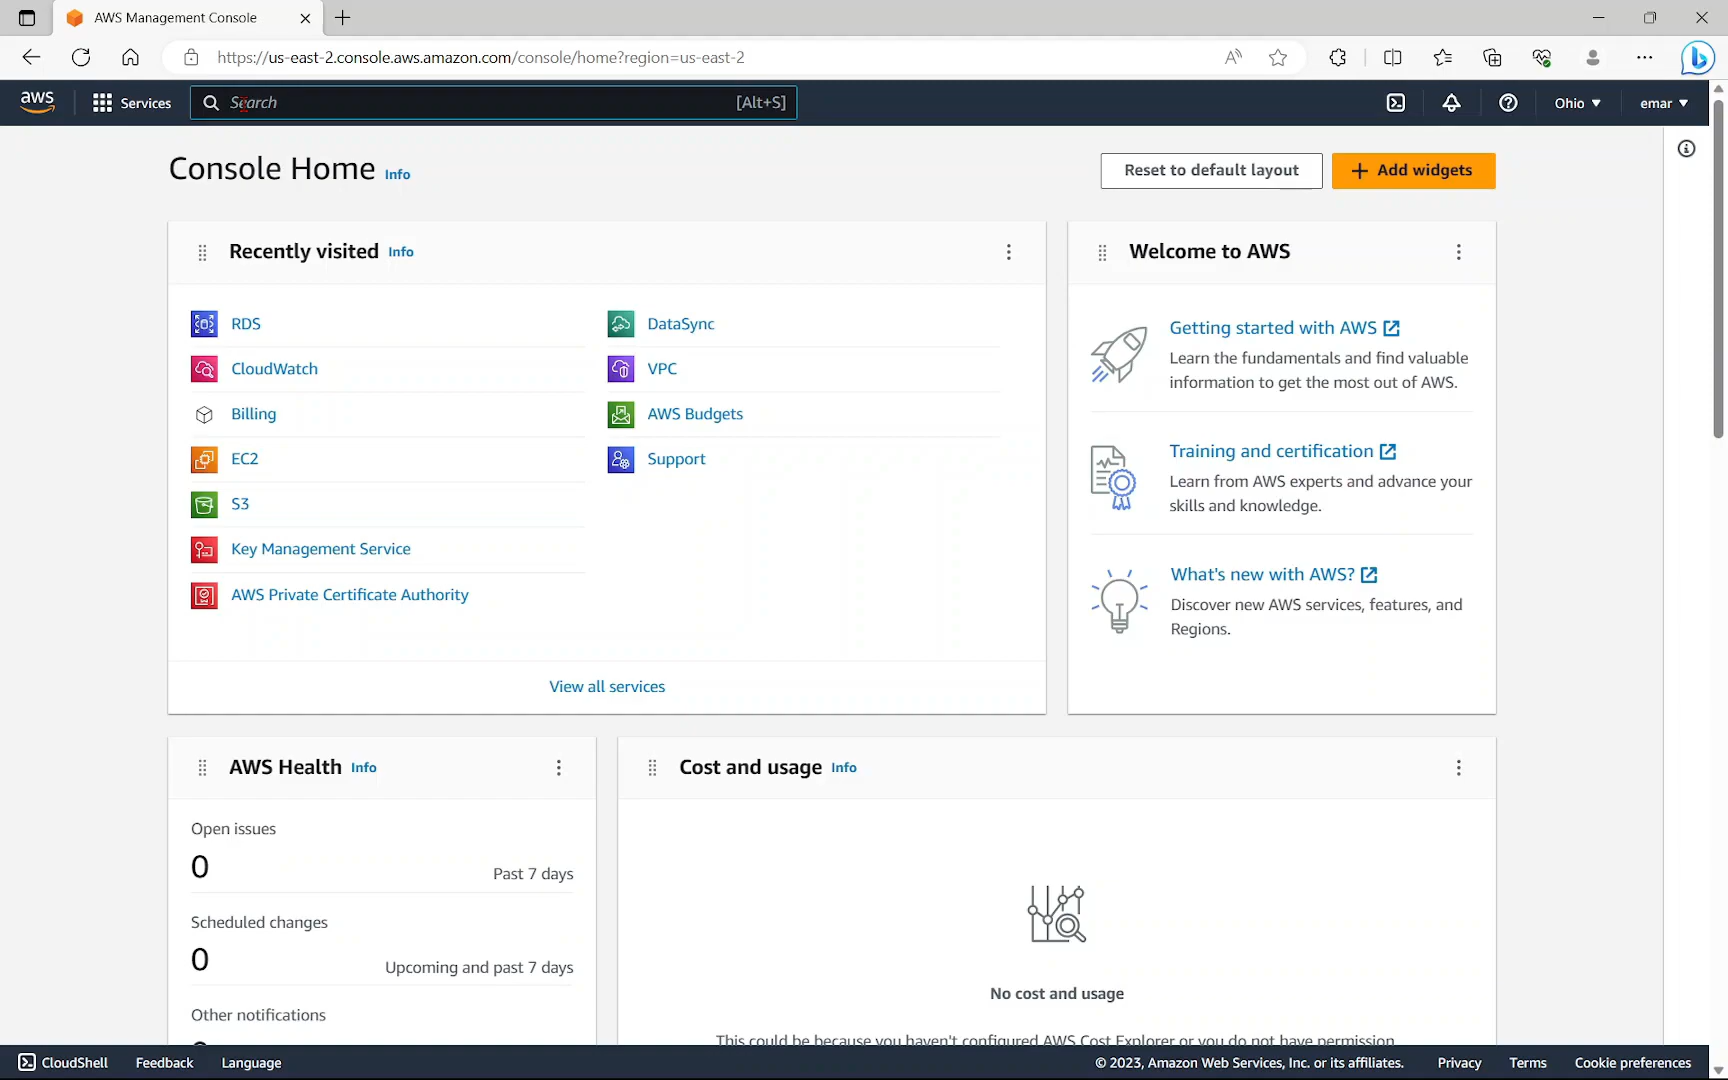 AWS Management Console
https://us-east-2.console.aws.amazon.com/console/home?region=us-east-2
aws
Services
Search
[Alt+S]
Ohio
emar
Console Home Info
Reset to default layout
Add widgets
Recently visited Info
RDS
CloudWatch
Billing
EC2
S3
Key Management Service
AWS Private Certificate Authority
DataSync
VPC
AWS Budgets
Support
View all services
Welcome to AWS
Getting started with AWS
Learn the fundamentals and find valuable
information to get the most out of AWS.
Training and certification
Learn from AWS experts and advance your
skills and knowledge.
What's new with AWS?
Discover new AWS services, features, and
Regions.
AWS Health Info
Open issues
0
Past 7 days
Scheduled changes
0
Upcoming and past 7 days
Other notifications
Cost and usage Info
No cost and usage
This could be because you haven't configured AWS Cost Explorer or you do not have permission
CloudShell
Feedback
Language
© 2023, Amazon Web Services, Inc. or its affiliates.
Privacy
Terms
Cookie preferences